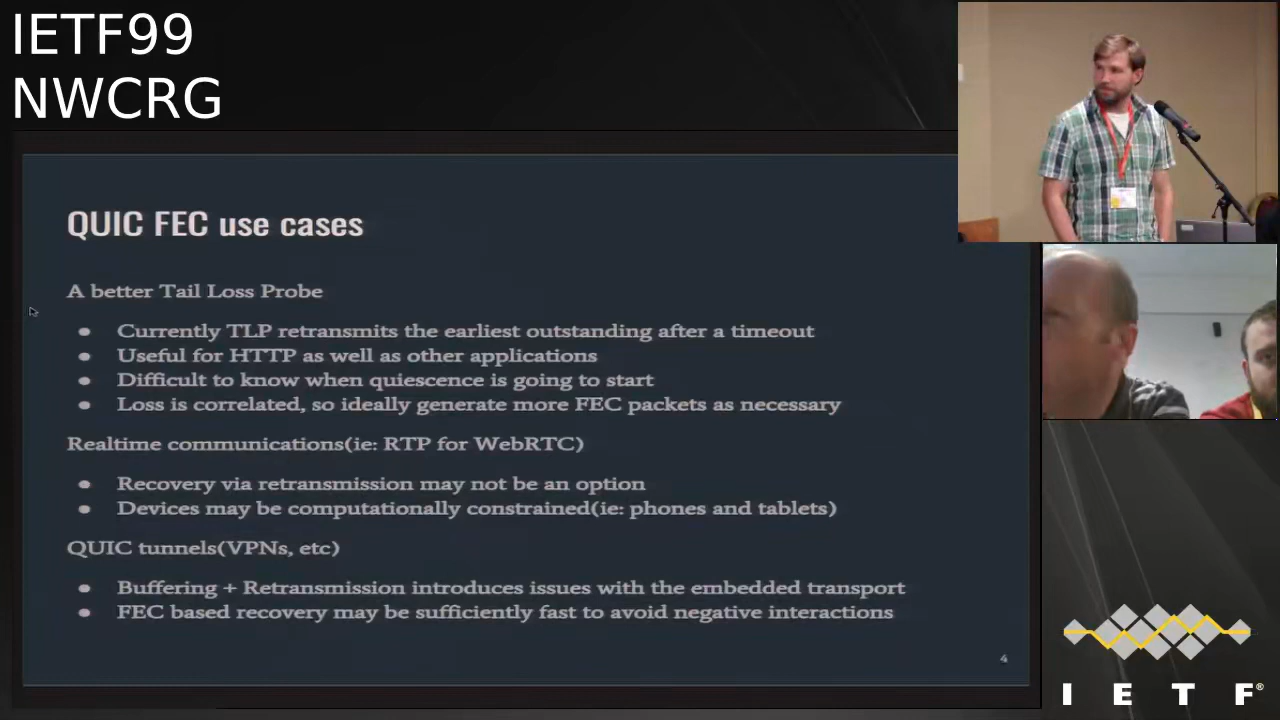 IETF99
NWCRG
QUIC FEC use cases
A better Tail Loss Probe
● Currently TLP retransmits the earliest outstanding after a timeout
● Useful for HTTP as well as other applications
● Difficult to know when quiescence is going to start
● Loss is correlated, so ideally generate more FEC packets as necessary
Realtime communications(ie: RTP for WebRTC)
● Recovery via retransmission may not be an option
● Devices may be computationally constrained(ie: phones and tablets)
QUIC tunnels(VPNs, etc)
● Buffering + Retransmission introduces issues with the embedded transport
● FEC based recovery may be sufficiently fast to avoid negative interactions
4
I E T F®